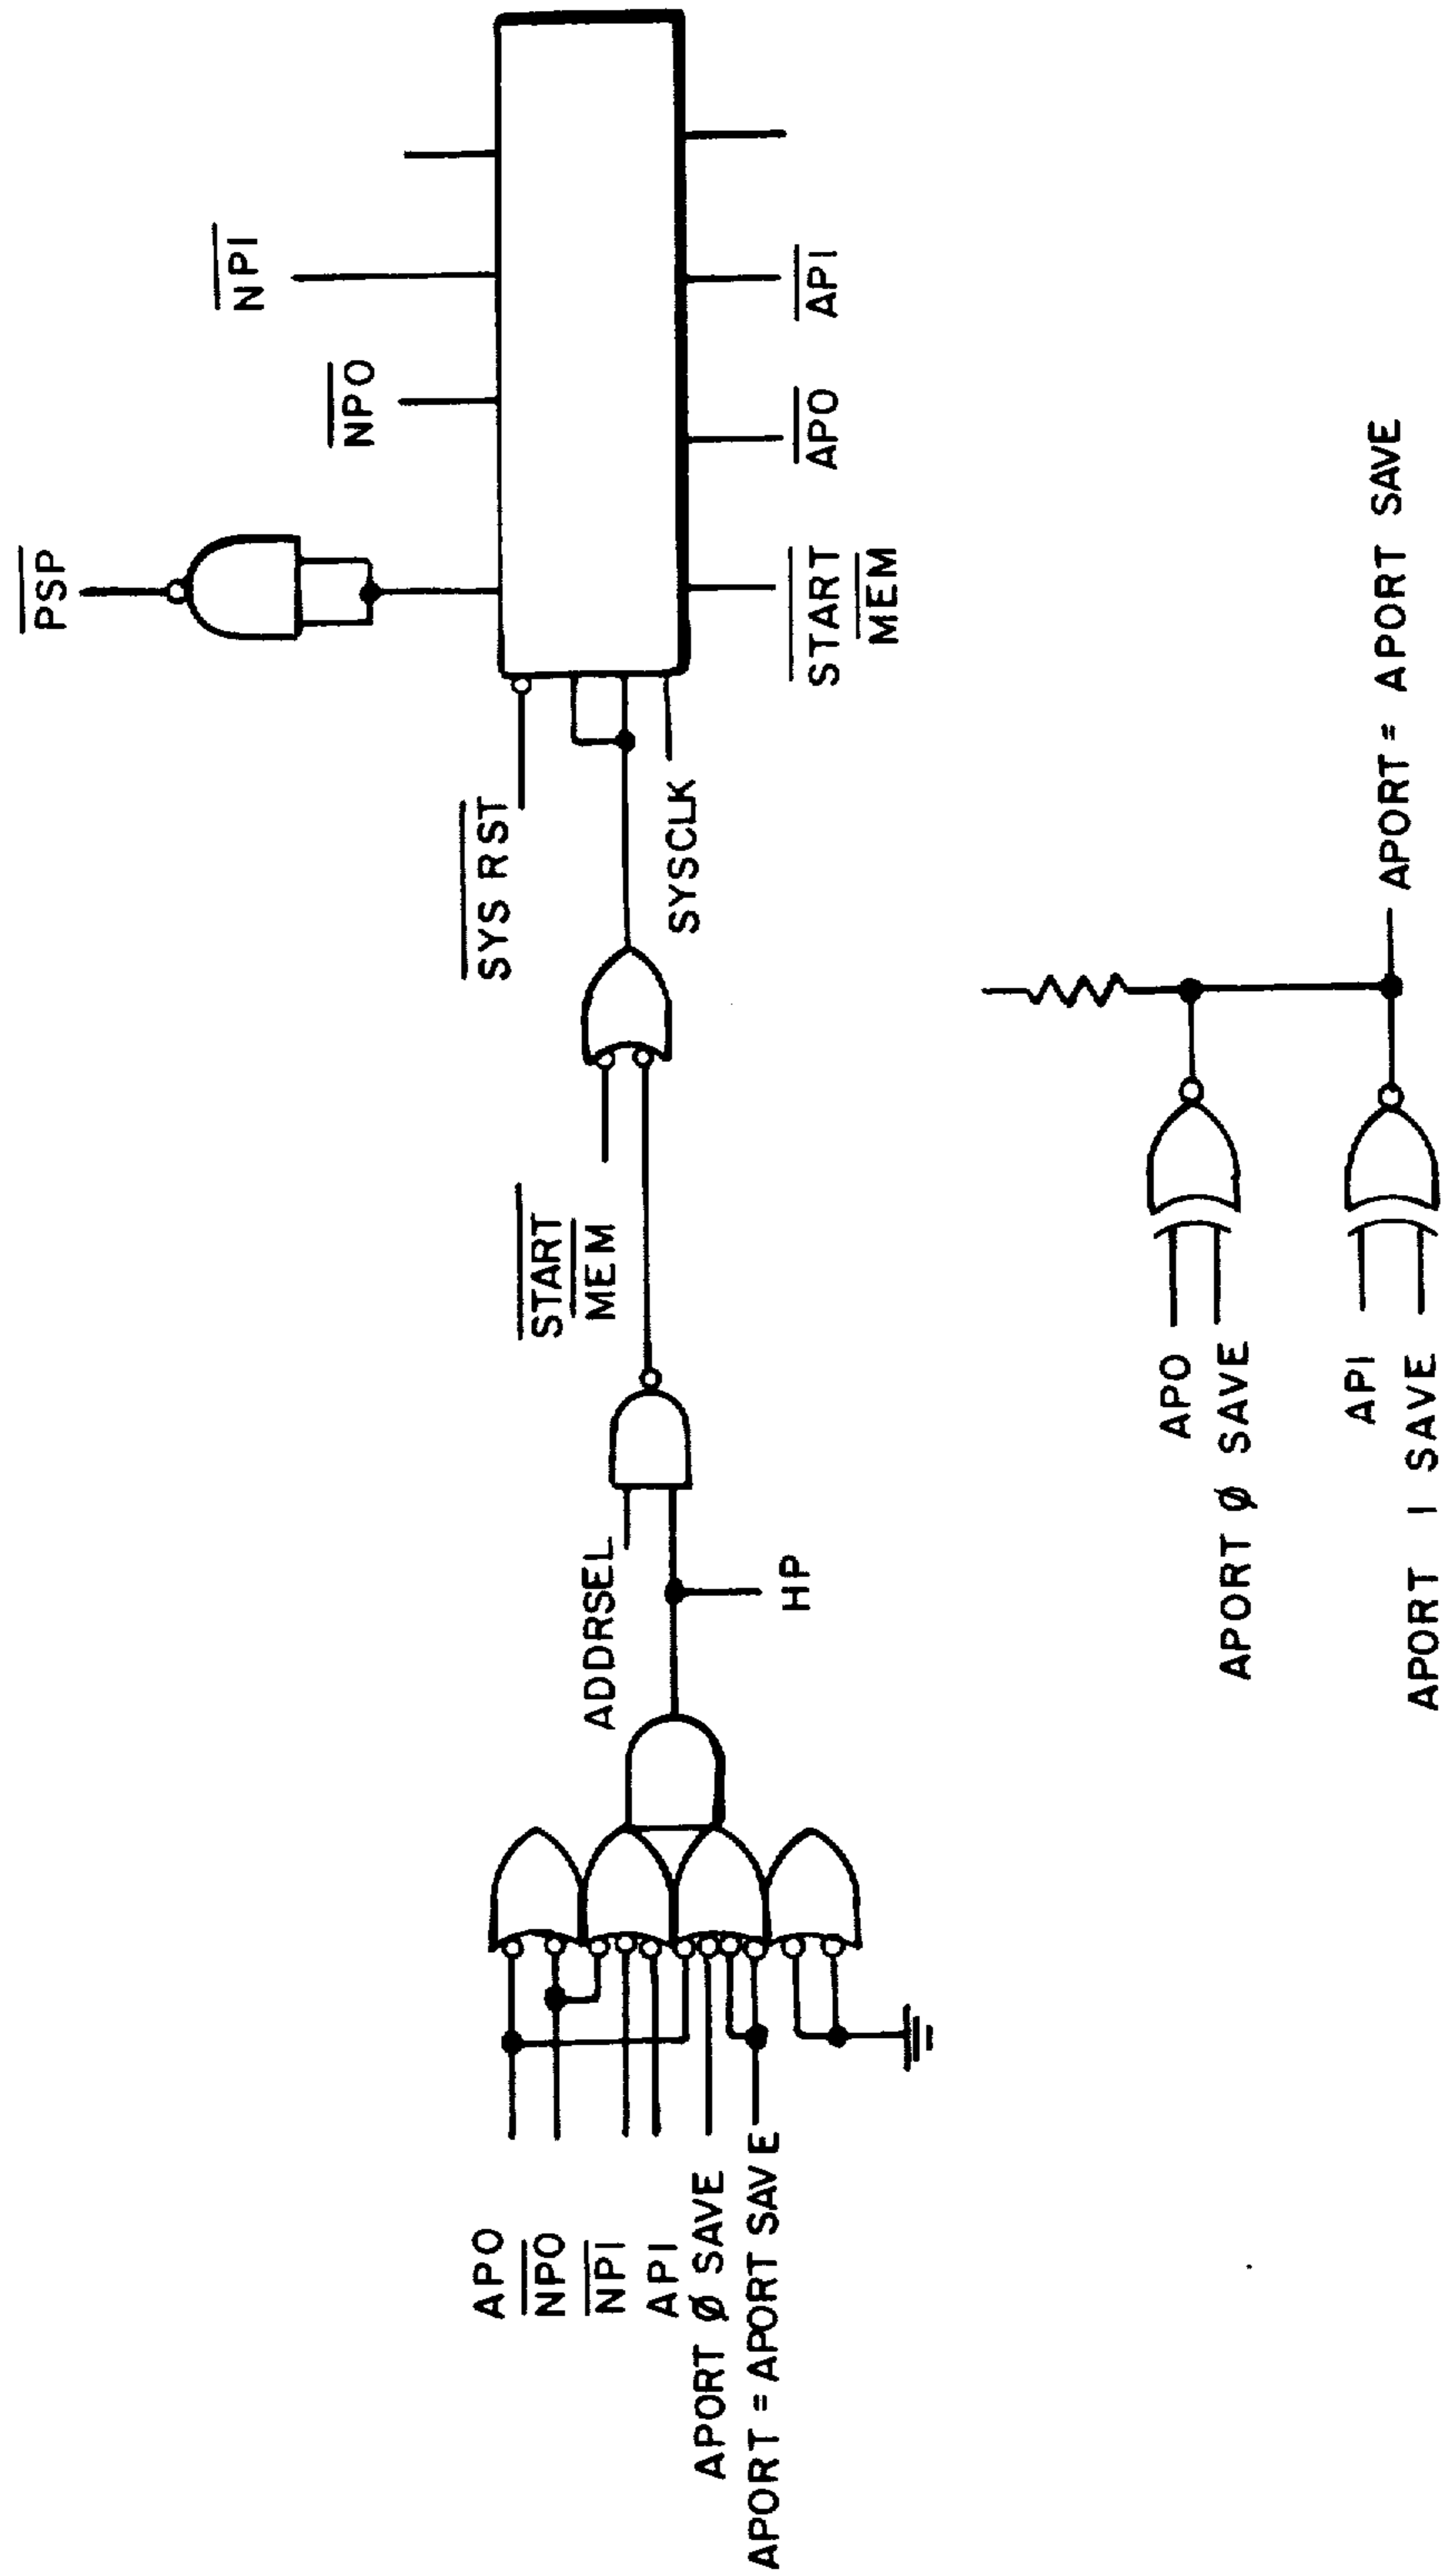 PSP
NPO
NPI
SYS RST
SYSCLK
START
MEM
APO
API
START
MEM
ADDRSEL
HP
APO
NPO
NPI
API
APORT Ø SAVE
APORT = APORT SAVE
APO
APORT Ø SAVE
API
APORT 1 SAVE
APORT = APORT SAVE